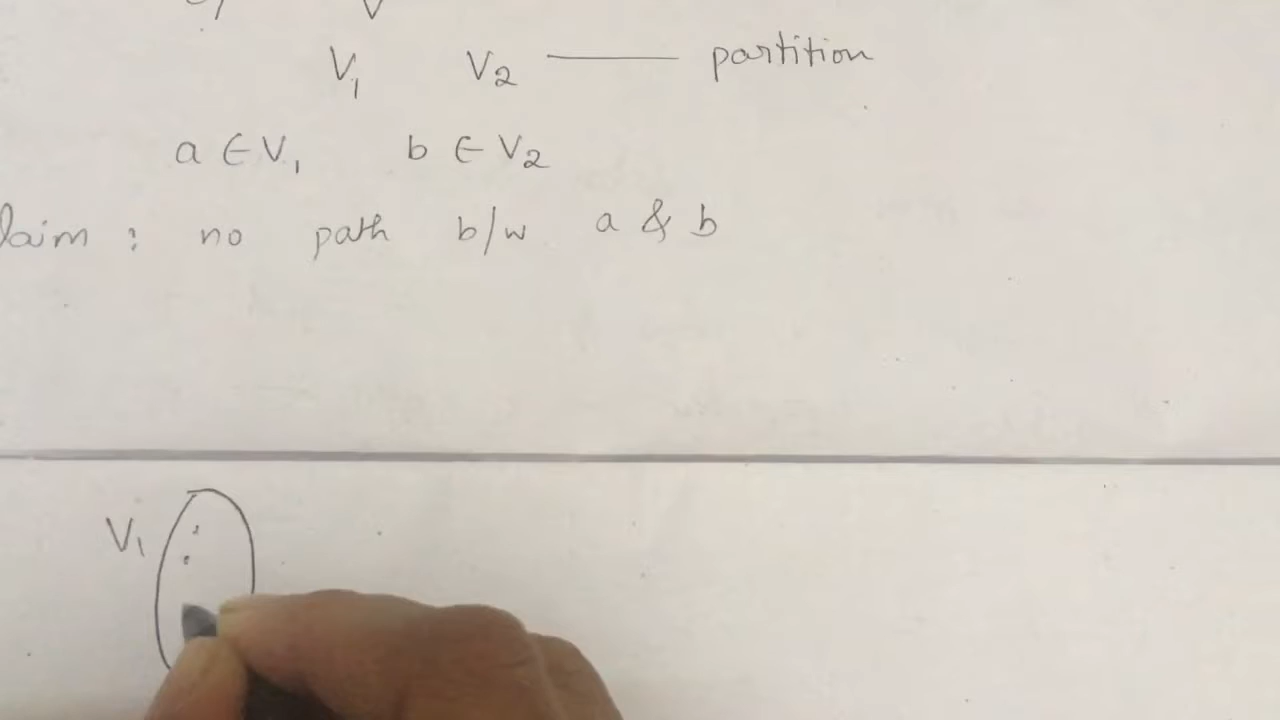 V
V₁ V₂ —— partition
a ∈ V₁ b ∈ V₂
laim : no path b/w a & b
V₁